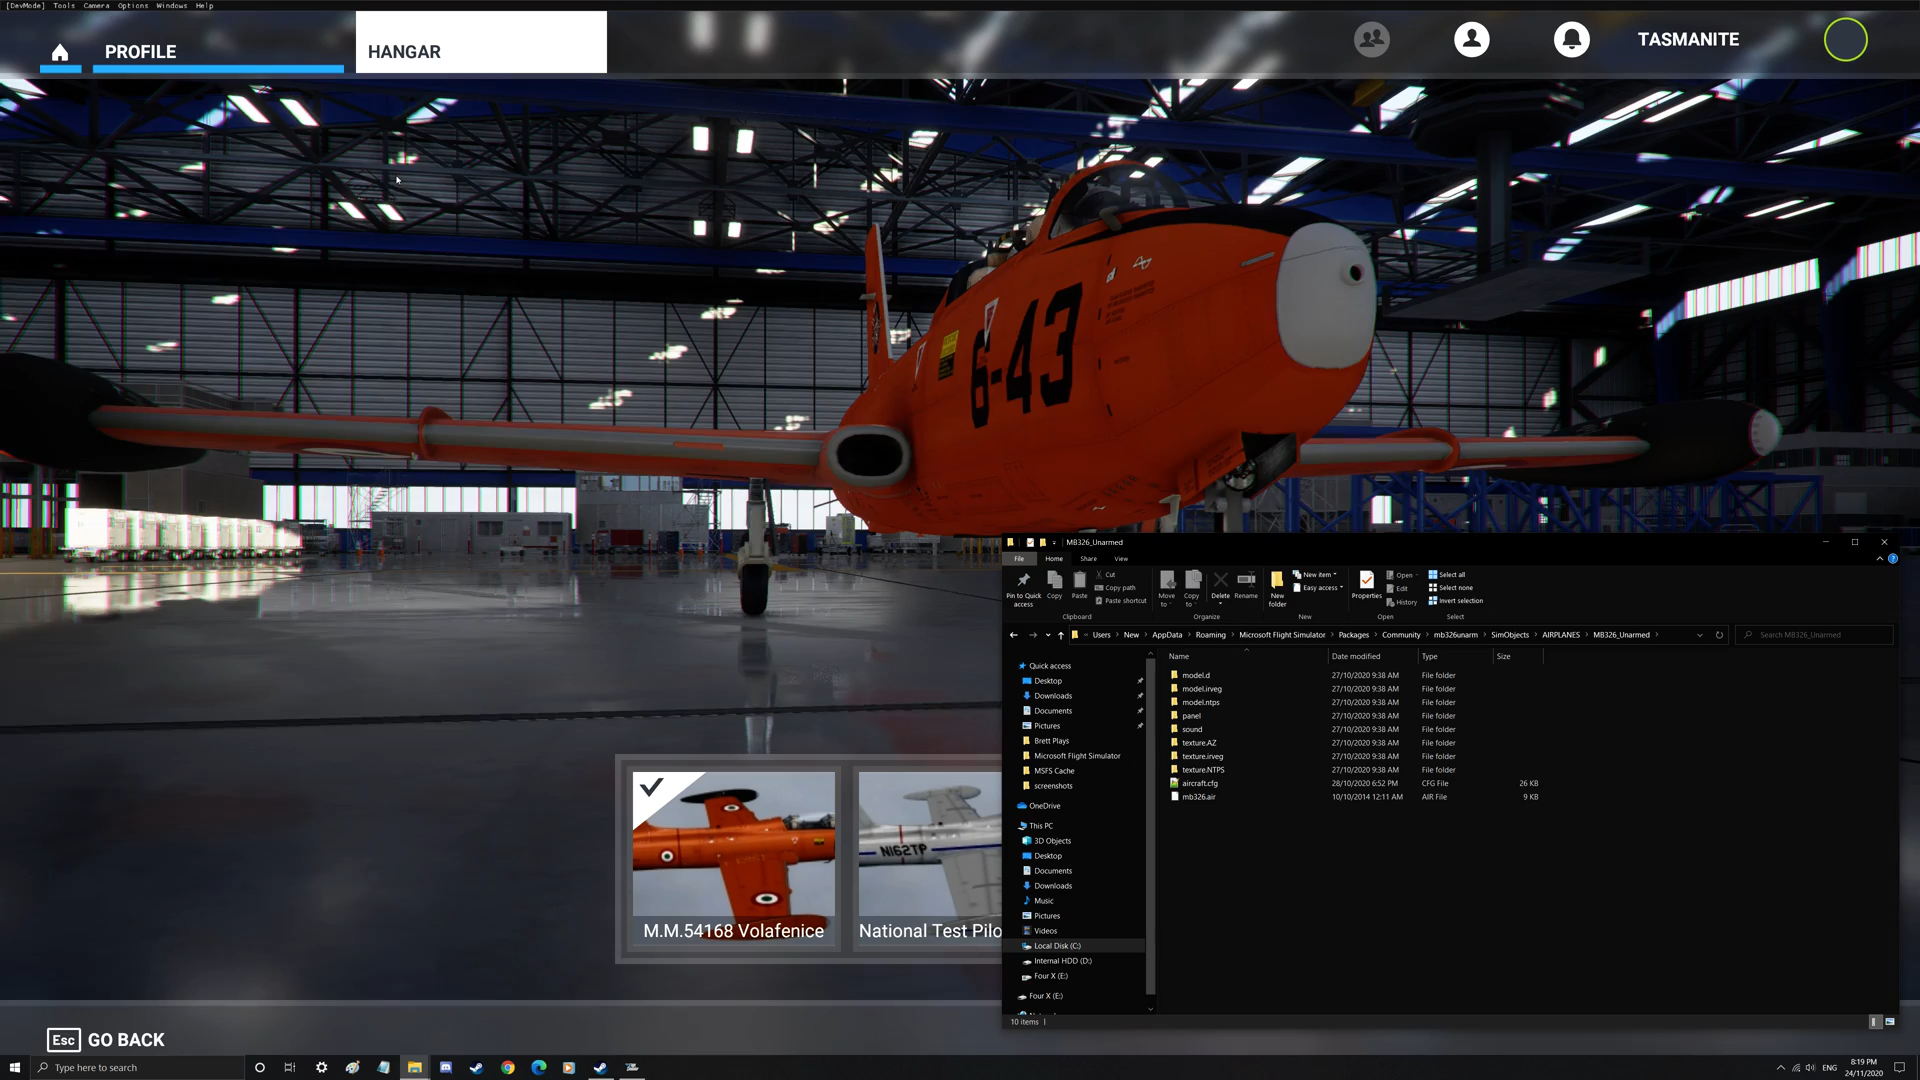 [DevMode] Tools Camera Options Windows Help
PROFILE
HANGAR
TASMANITE
6-43
M.M.54168 Volafenice
N162TP
National Test Pilo
Esc GO BACK
MB326_Unarmed
File Home Share View
Pin to Quick access
Copy
Paste
Cut
Copy path
Paste shortcut
Clipboard
Move to
Copy to
Delete
Rename
Organize
New folder
New item
Easy access
New
Properties
Open
Edit
History
Open
Select all
Select none
Invert selection
Select
« Users > New > AppData > Roaming > Microsoft Flight Simulator > Packages > Community > mb326unarm > SimObjects > AIRPLANES > MB326_Unarmed >
Search MB326_Unarmed
Quick access
Desktop
Downloads
Documents
Pictures
Brett Plays
Microsoft Flight Simulator
MSFS Cache
screenshots
OneDrive
This PC
3D Objects
Desktop
Documents
Downloads
Music
Pictures
Videos
Local Disk (C:)
Internal HDD (D:)
Four X (E:)
Four X (E:)
Name Date modified Type Size
model.d 27/10/2020 9:38 AM File folder
model.irveg 27/10/2020 9:38 AM File folder
model.ntps 27/10/2020 9:38 AM File folder
panel 27/10/2020 9:38 AM File folder
sound 27/10/2020 9:38 AM File folder
texture.AZ 27/10/2020 9:38 AM File folder
texture.irveg 27/10/2020 9:38 AM File folder
texture.NTPS 27/10/2020 9:38 AM File folder
aircraft.cfg 28/10/2020 6:52 PM CFG File 26 KB
mb326.air 10/10/2014 12:11 AM AIR File 9 KB
10 items
Type here to search
ENG
8:19 PM
24/11/2020